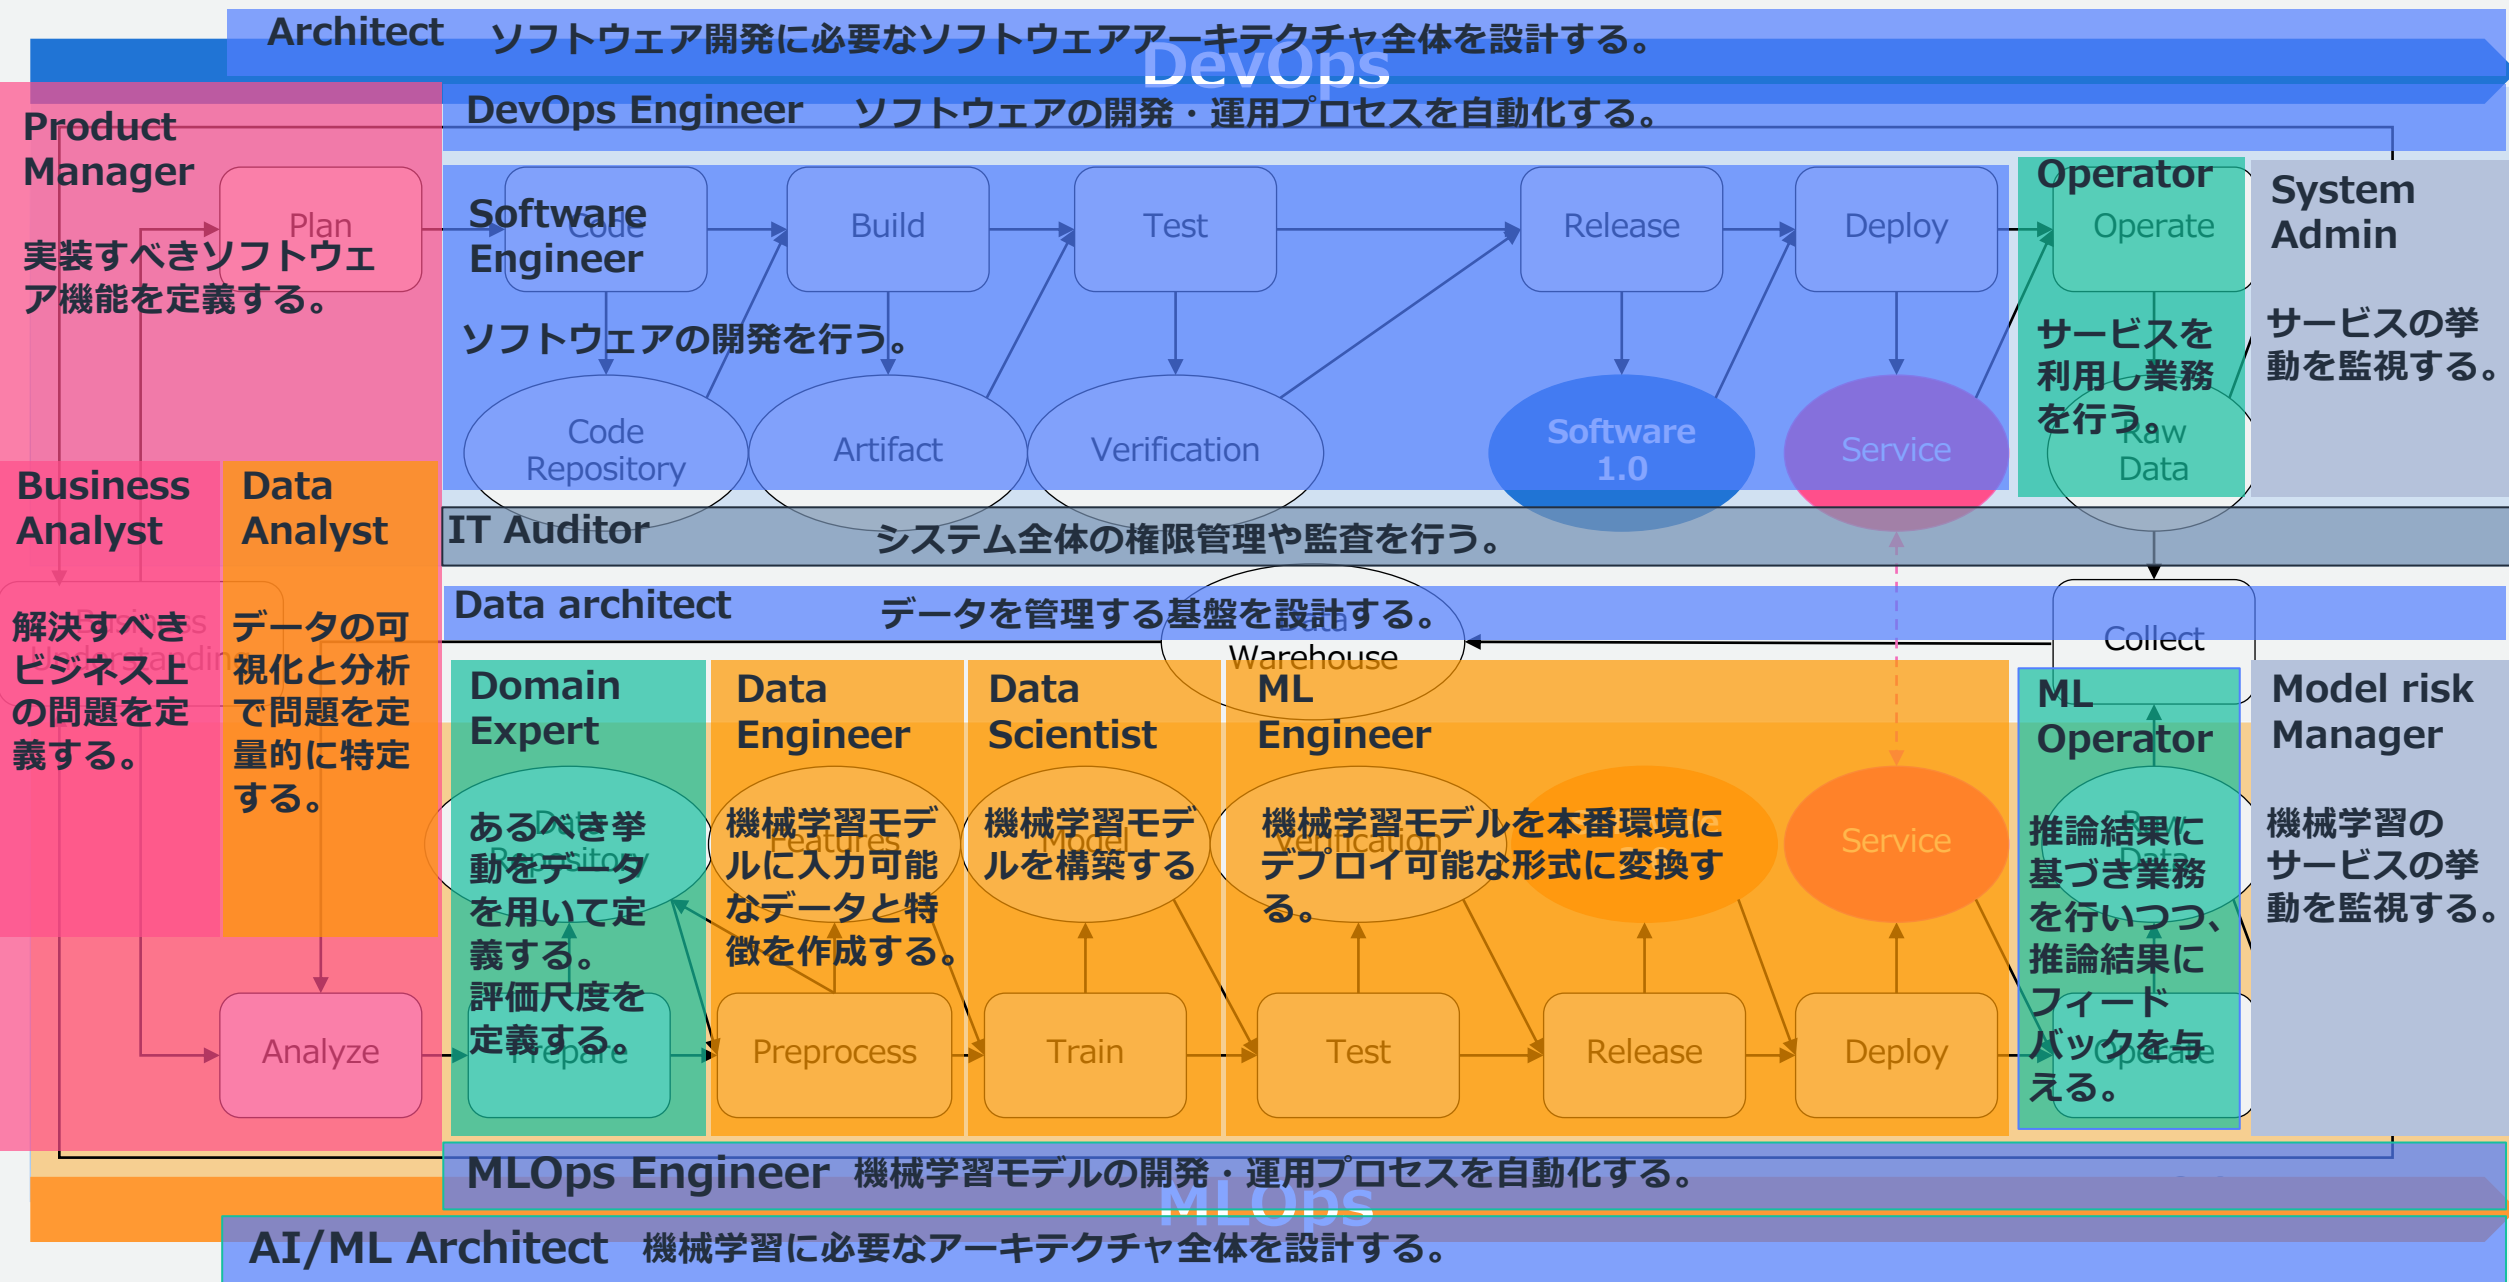 Architect
ソフトウェア開発に必要なソフトウェアアーキテクチャ全体を設計する。
DevOps
DevOps Engineer
ソフトウェアの開発・運用プロセスを自動化する。
Product
Manager
実装すべきソフトウェ
ア機能を定義する。
Plan
Software
Engineer
ソフトウェアの開発を行う。
Code
Build
Test
Release
Deploy
Operator
Operate
サービスを
利用し業務
を行う。
System
Admin
サービスの挙
動を監視する。
Code
Repository
Artifact
Verification
Software
1.0
Service
Raw
Data
Business
Analyst
解決すべき
ビジネス上
の問題を定
義する。
Business
Understanding
Data
Analyst
データの可
視化と分析
で問題を定
量的に特定
する。
IT Auditor
システム全体の権限管理や監査を行う。
Data architect
データを管理する基盤を設計する。
Data
Warehouse
Collect
Domain
Expert
あるべき挙
動をデータ
を用いて定
義する。
評価尺度を
定義する。
Data
Repository
Data
Engineer
機械学習モデ
ルに入力可能
なデータと特
徴を作成する。
Features
Data
Scientist
機械学習モデ
ルを構築する
Model
ML
Engineer
機械学習モデルを本番環境に
デプロイ可能な形式に変換す
る。
Verification
Service
ML
Operator
推論結果に
基づき業務
を行いつつ、
推論結果に
フィード
バックを与
える。
Raw
Data
Model risk
Manager
機械学習の
サービスの挙
動を監視する。
Analyze
Prepare
Preprocess
Train
Test
Release
Deploy
Operate
MLOps Engineer
機械学習モデルの開発・運用プロセスを自動化する。
MLOps
AI/ML Architect
機械学習に必要なアーキテクチャ全体を設計する。